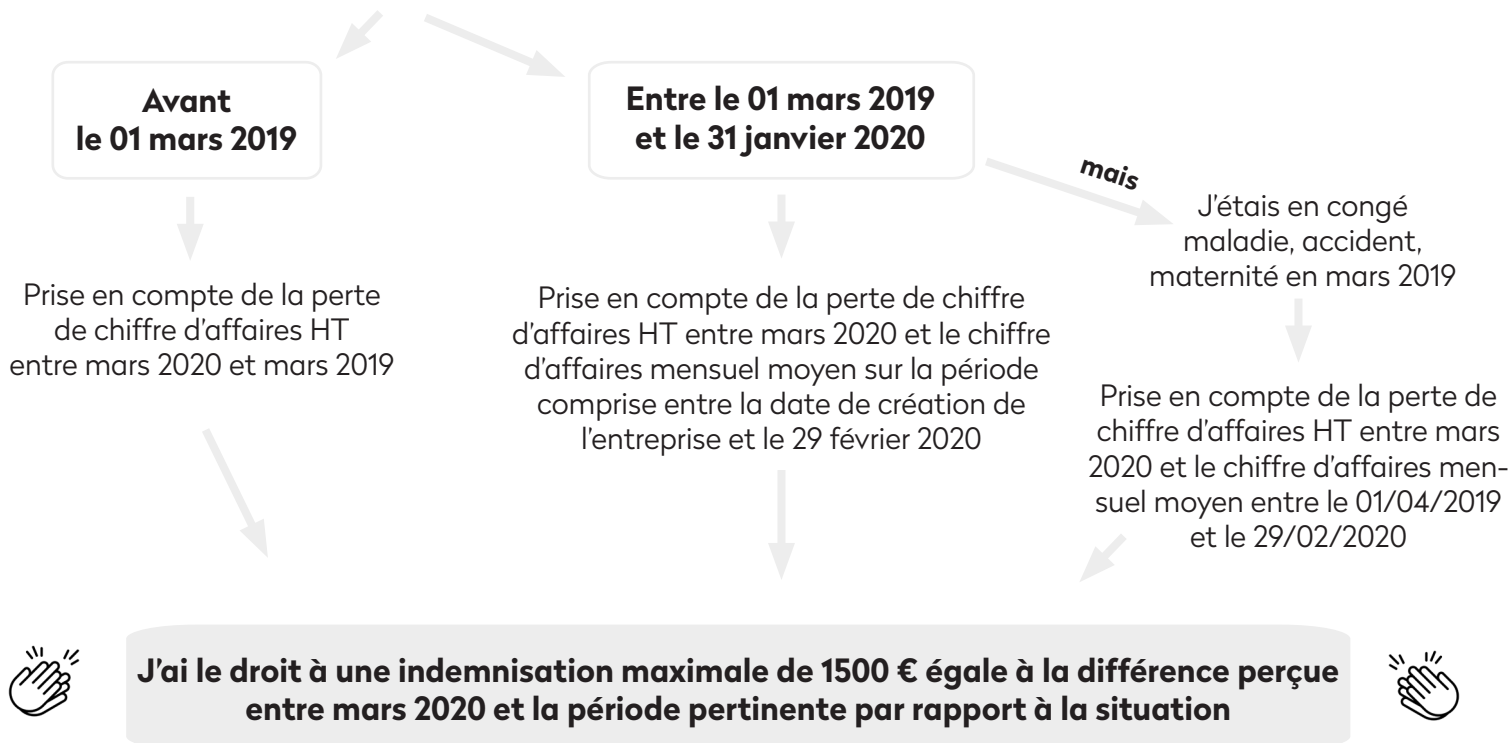 Avant
le 01 mars 2019
Entre le 01 mars 2019
et le 31 janvier 2020
mais
J'étais en congé
maladie, accident,
maternité en mars 2019
Prise en compte de la perte
de chiffre d'affaires HT
entre mars 2020 et mars 2019
Prise en compte de la perte de chiffre
d'affaires HT entre mars 2020 et le chiffre
d'affaires mensuel moyen sur la période
comprise entre la date de création de
l'entreprise et le 29 février 2020
Prise en compte de la perte de
chiffre d'affaires HT entre mars
2020 et le chiffre d'affaires men-
suel moyen entre le 01/04/2019
et le 29/02/2020
J'ai le droit à une indemnisation maximale de 1500 € égale à la différence perçue
entre mars 2020 et la période pertinente par rapport à la situation